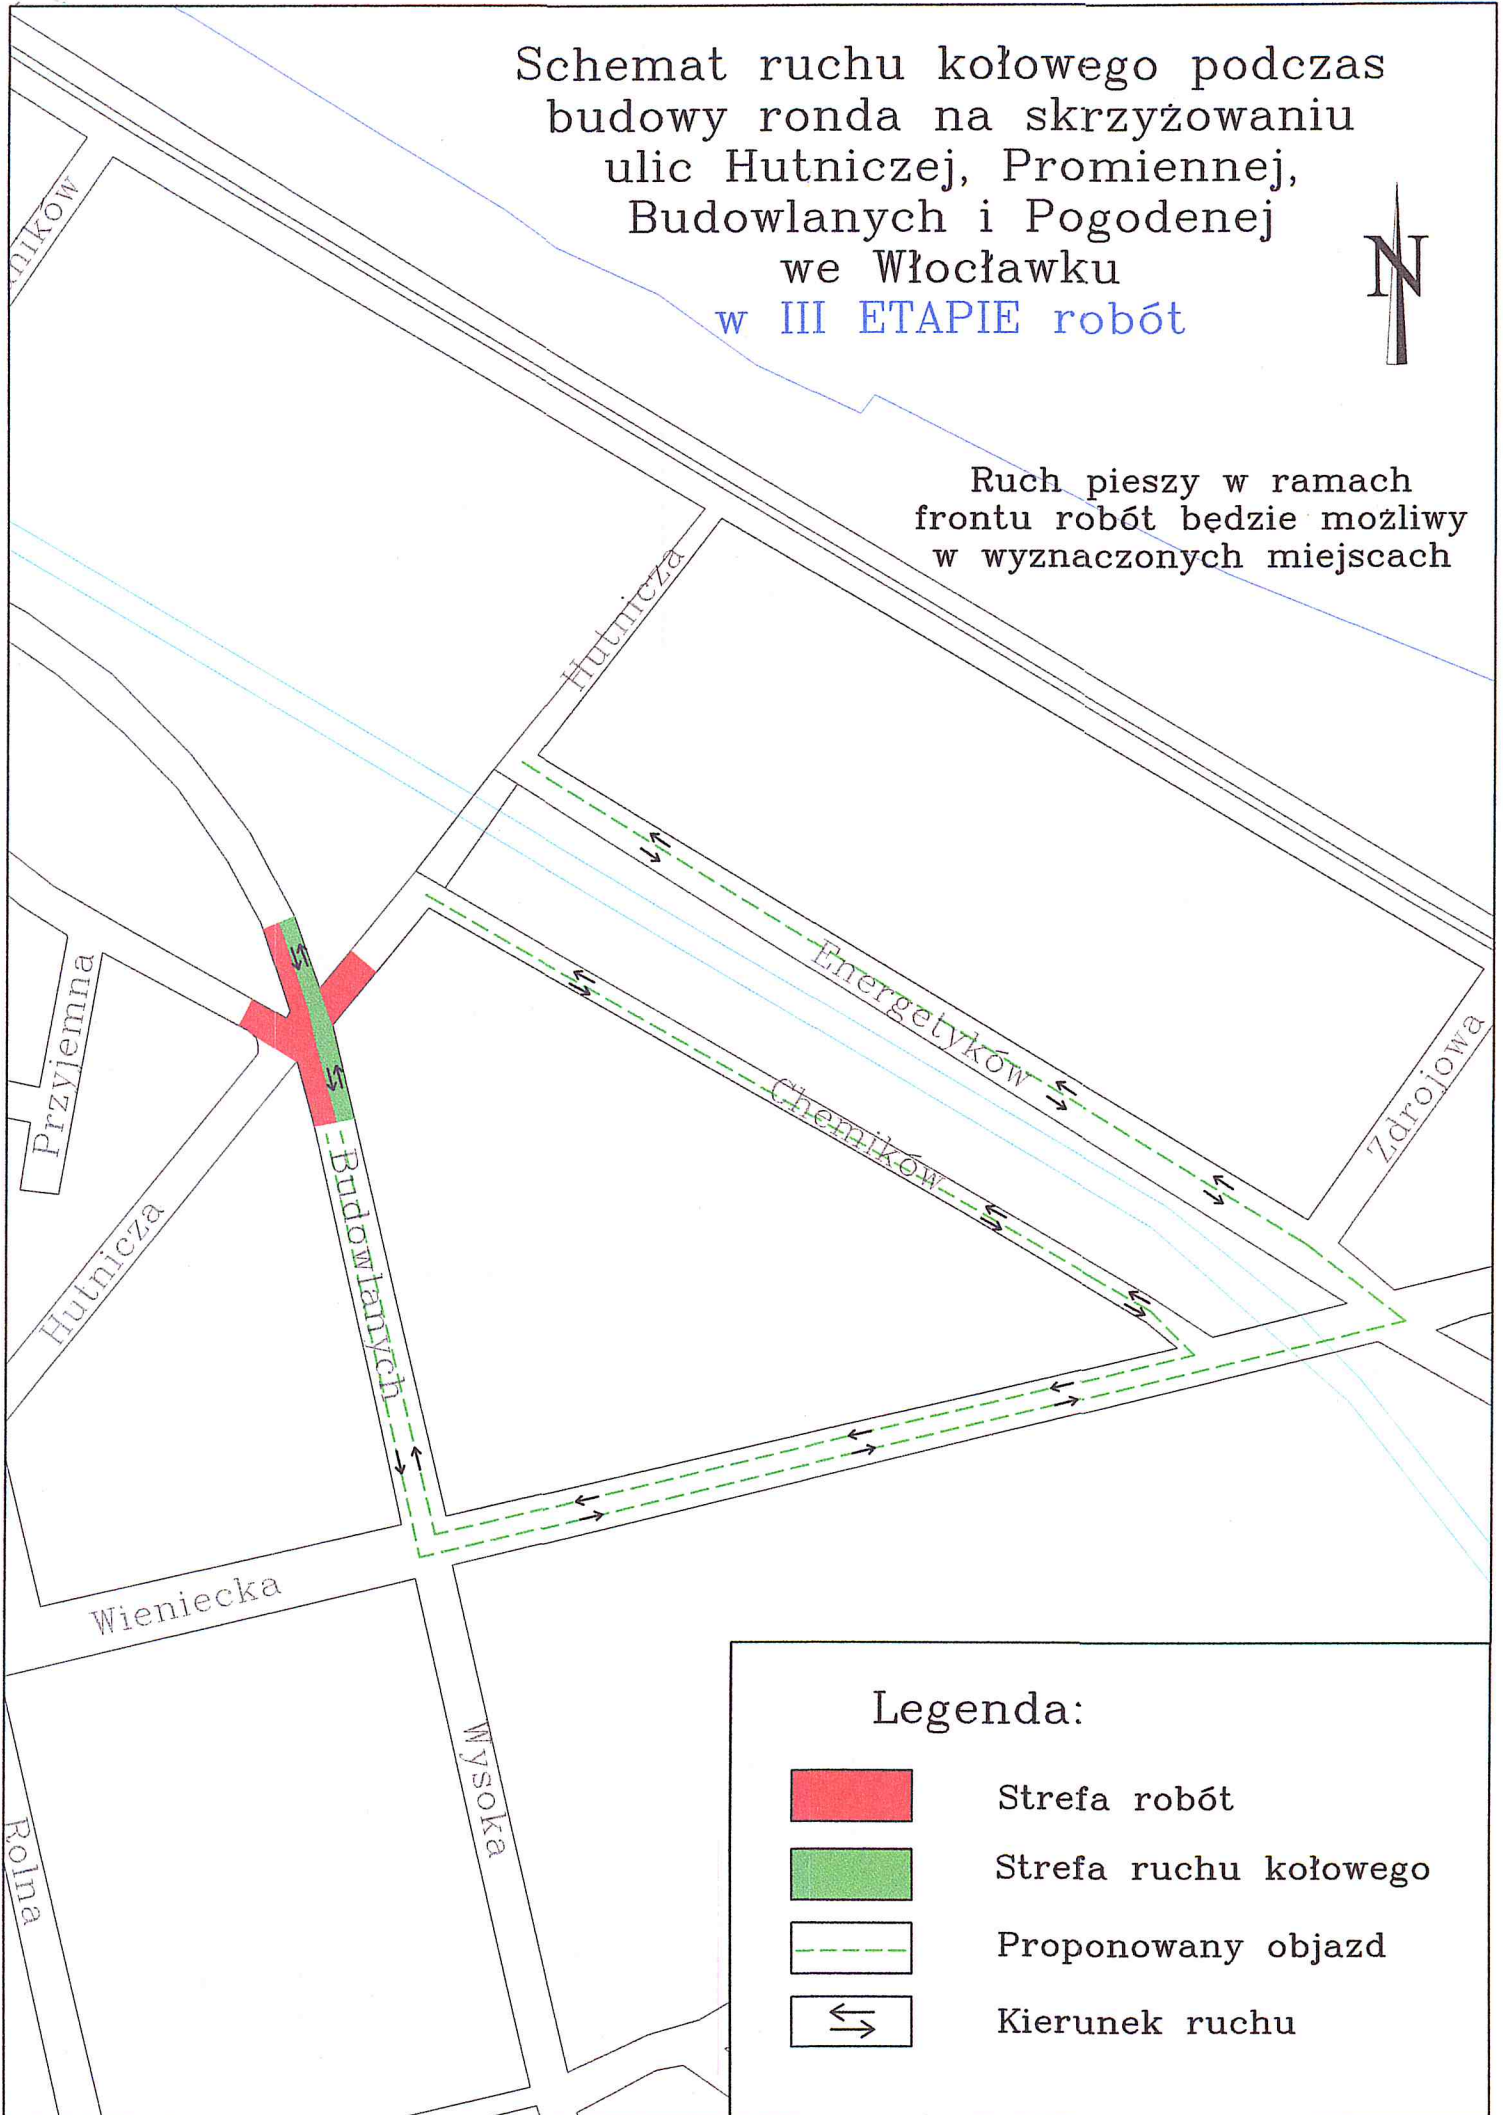 Schemat ruchu kołowego podczas
budowy ronda na skrzyżowaniu
ulic Hutniczej, Promiennej,
Budowlanych i Pogodenej
we Włocławku
w III ETAPIE robót
N
Ruch pieszy w ramach
frontu robót będzie możliwy
w wyznaczonych miejscach
ników
Hutnicza
Energetyków
Chemików
Zdrojowa
Przyjemna
Hutnicza
Budowlanych
Wieniecka
Wysoka
Rolna
Legenda:
Strefa robót
Strefa ruchu kołowego
Proponowany objazd
Kierunek ruchu